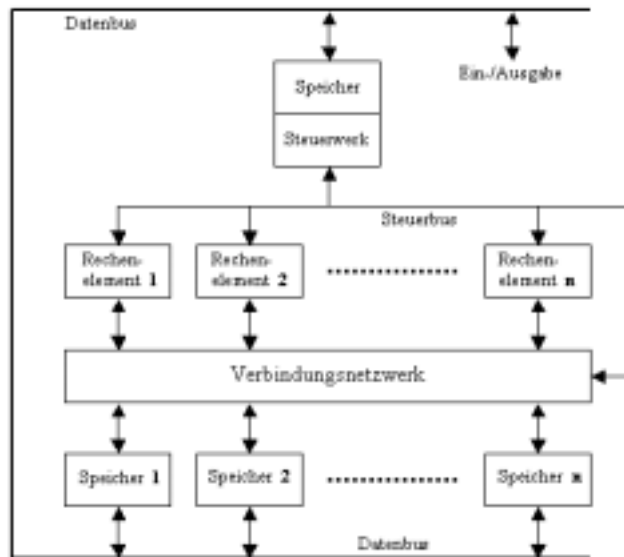 Datenbus
Ein-/Ausgabe
Speicher
Steuerwerk
Steuerbus
Rechen-
element 1
Rechen-
element 2
Rechen-
element n
Verbindungsnetzwerk
Speicher 1
Speicher 2
Speicher n
Datenbus